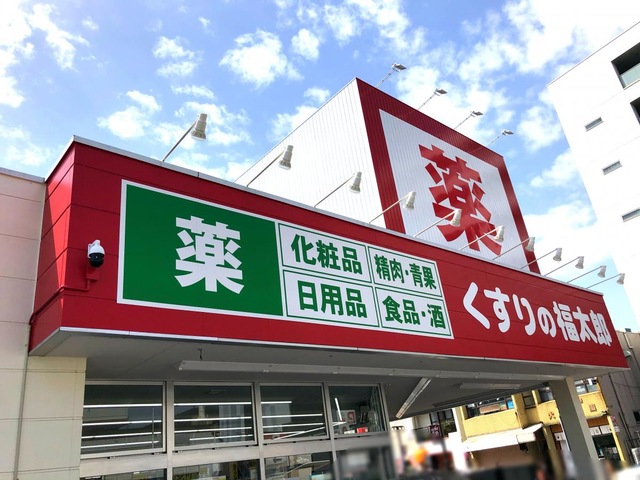 薬
薬
化粧品
精肉・青果
日用品
食品・酒
くすりの福太郎